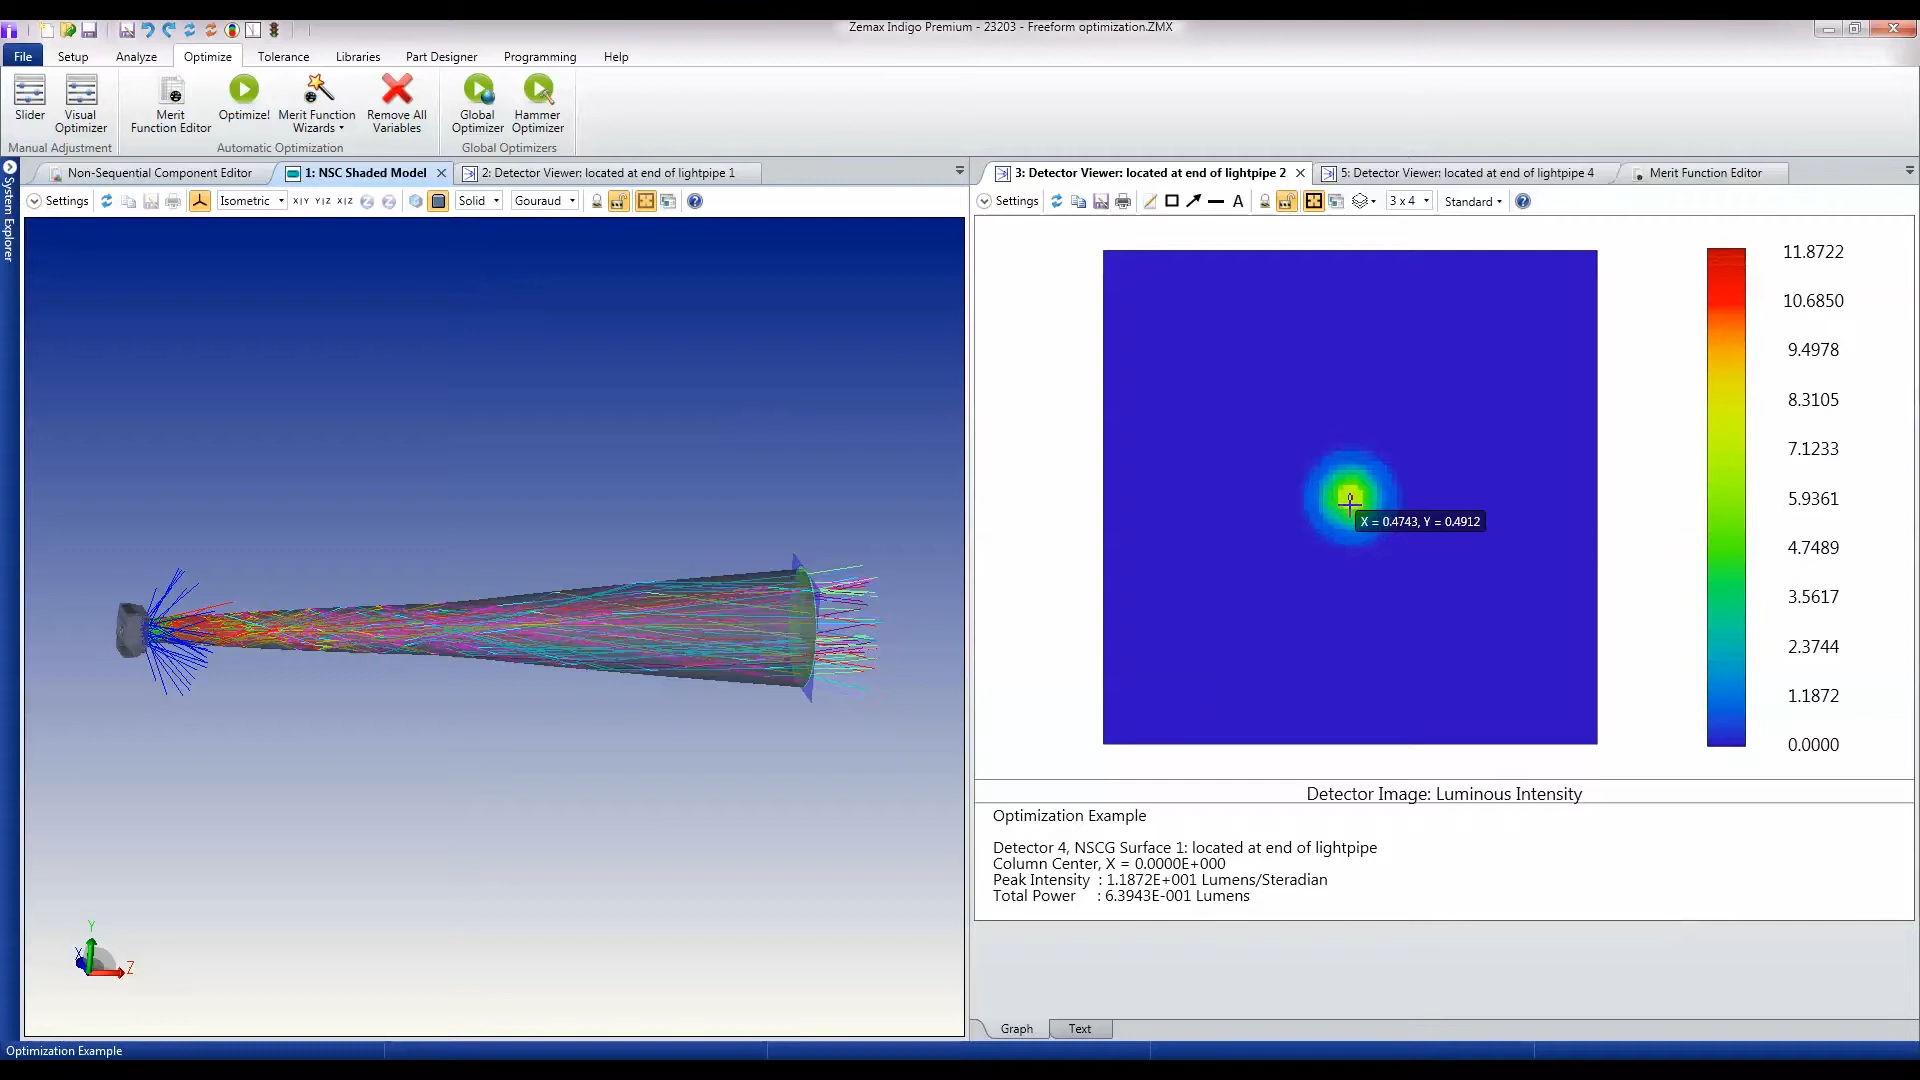 Zemax Indigo Premium - 23203 - Freeform optimization.ZMX
File Setup Analyze Optimize Tolerance Libraries Part Designer Programming Help
Slider
Visual Optimizer
Merit Function Editor
Optimize!
Merit Function Wizards
Remove All Variables
Global Optimizer
Hammer Optimizer
Manual Adjustment
Automatic Optimization
Global Optimizers
System Explorer
Non-Sequential Component Editor
1: NSC Shaded Model
2: Detector Viewer: located at end of lightpipe 1
Settings
Isometric
X|Y Y|Z X|Z
Solid
Gouraud
Y
X
Z
3: Detector Viewer: located at end of lightpipe 2
5: Detector Viewer: located at end of lightpipe 4
Merit Function Editor
Settings
A
3 x 4
Standard
X = 0.4743, Y = 0.4912
11.8722
10.6850
9.4978
8.3105
7.1233
5.9361
4.7489
3.5617
2.3744
1.1872
0.0000
Detector Image: Luminous Intensity
Optimization Example
Detector 4, NSCG Surface 1: located at end of lightpipe
Column Center, X = 0.0000E+000
Peak Intensity : 1.1872E+001 Lumens/Steradian
Total Power : 6.3943E-001 Lumens
Graph
Text
Optimization Example